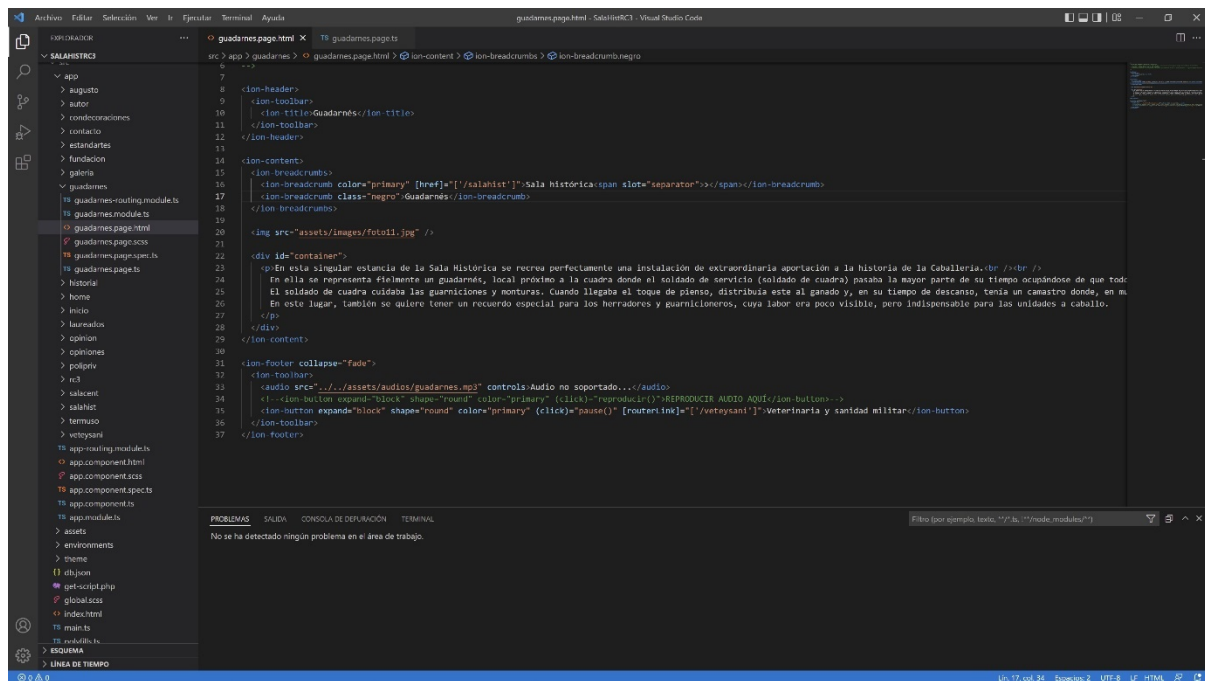 Archivo Editar Selección Ver Ir Ejecutar Terminal Ayuda
guadarnes.page.html - SalaHistRC3 - Visual Studio Code
EXPLORADOR
SALAHISTRC3
app
augusto
autor
condecoraciones
contacto
estandartes
fundacion
galeria
guadarnes
TS guadarnes-routing.module.ts
TS guadarnes.module.ts
guadarnes.page.html
guadarnes.page.scss
TS guadarnes.page.spec.ts
TS guadarnes.page.ts
historial
home
inicio
laureados
opinion
opiniones
polipriv
rc3
salacent
salahist
termuso
veteysani
TS app-routing.module.ts
app.component.html
app.component.scss
TS app.component.spec.ts
TS app.component.ts
TS app.module.ts
assets
environments
theme
{} db.json
get-script.php
global.scss
index.html
TS main.ts
TS polyfills.ts
ESQUEMA
LÍNEA DE TIEMPO
guadarnes.page.html TS guadarnes.page.ts
src > app > guadarnes > guadarnes.page.html > ion-content > ion-breadcrumbs > ion-breadcrumb.negro
6 -->
7
8 <ion-header>
9 <ion-toolbar>
10 <ion-title>Guadarnés</ion-title>
11 </ion-toolbar>
12 </ion-header>
13
14 <ion-content>
15 <ion-breadcrumbs>
16 <ion-breadcrumb color="primary" [href]="['/salahist']">Sala histórica<span slot="separator">></span></ion-breadcrumb>
17 <ion-breadcrumb class="negro">Guadarnés</ion-breadcrumb>
18 </ion-breadcrumbs>
19
20 <img src="assets/images/foto11.jpg" />
21
22 <div id="container">
23 <p>En esta singular estancia de la Sala Histórica se recrea perfectamente una instalación de extraordinaria aportación a la historia de la Caballería.<br /><br />
24 En ella se representa fielmente un guadarnés, local próximo a la cuadra donde el soldado de servicio (soldado de cuadra) pasaba la mayor parte de su tiempo ocupándose de que todo
25 El soldado de cuadra cuidaba las guarniciones y monturas. Cuando llegaba el toque de pienso, distribuía este al ganado y, en su tiempo de descanso, tenía un camastro donde, en mu
26 En este lugar, también se quiere tener un recuerdo especial para los herradores y guarnicioneros, cuya labor era poco visible, pero indispensable para las unidades a caballo.
27 </p>
28 </div>
29 </ion-content>
30
31 <ion-footer collapse="fade">
32 <ion-toolbar>
33 <audio src="../../assets/audios/guadarnes.mp3" controls>Audio no soportado...</audio>
34 <!--<ion-button expand="block" shape="round" color="primary" (click)="reproducir()">REPRODUCIR AUDIO AQUÍ</ion-button>-->
35 <ion-button expand="block" shape="round" color="primary" (click)="pause()" [routerLink]="['/veteysani']">Veterinaria y sanidad militar</ion-button>
36 </ion-toolbar>
37 </ion-footer>
PROBLEMAS SALIDA CONSOLA DE DEPURACIÓN TERMINAL
Filtro (por ejemplo, texto, **/*.ts, !**/node_modules/**)
No se ha detectado ningún problema en el área de trabajo.
0 0
Lín. 17, col. 34 Espacios: 2 UTF-8 LF HTML